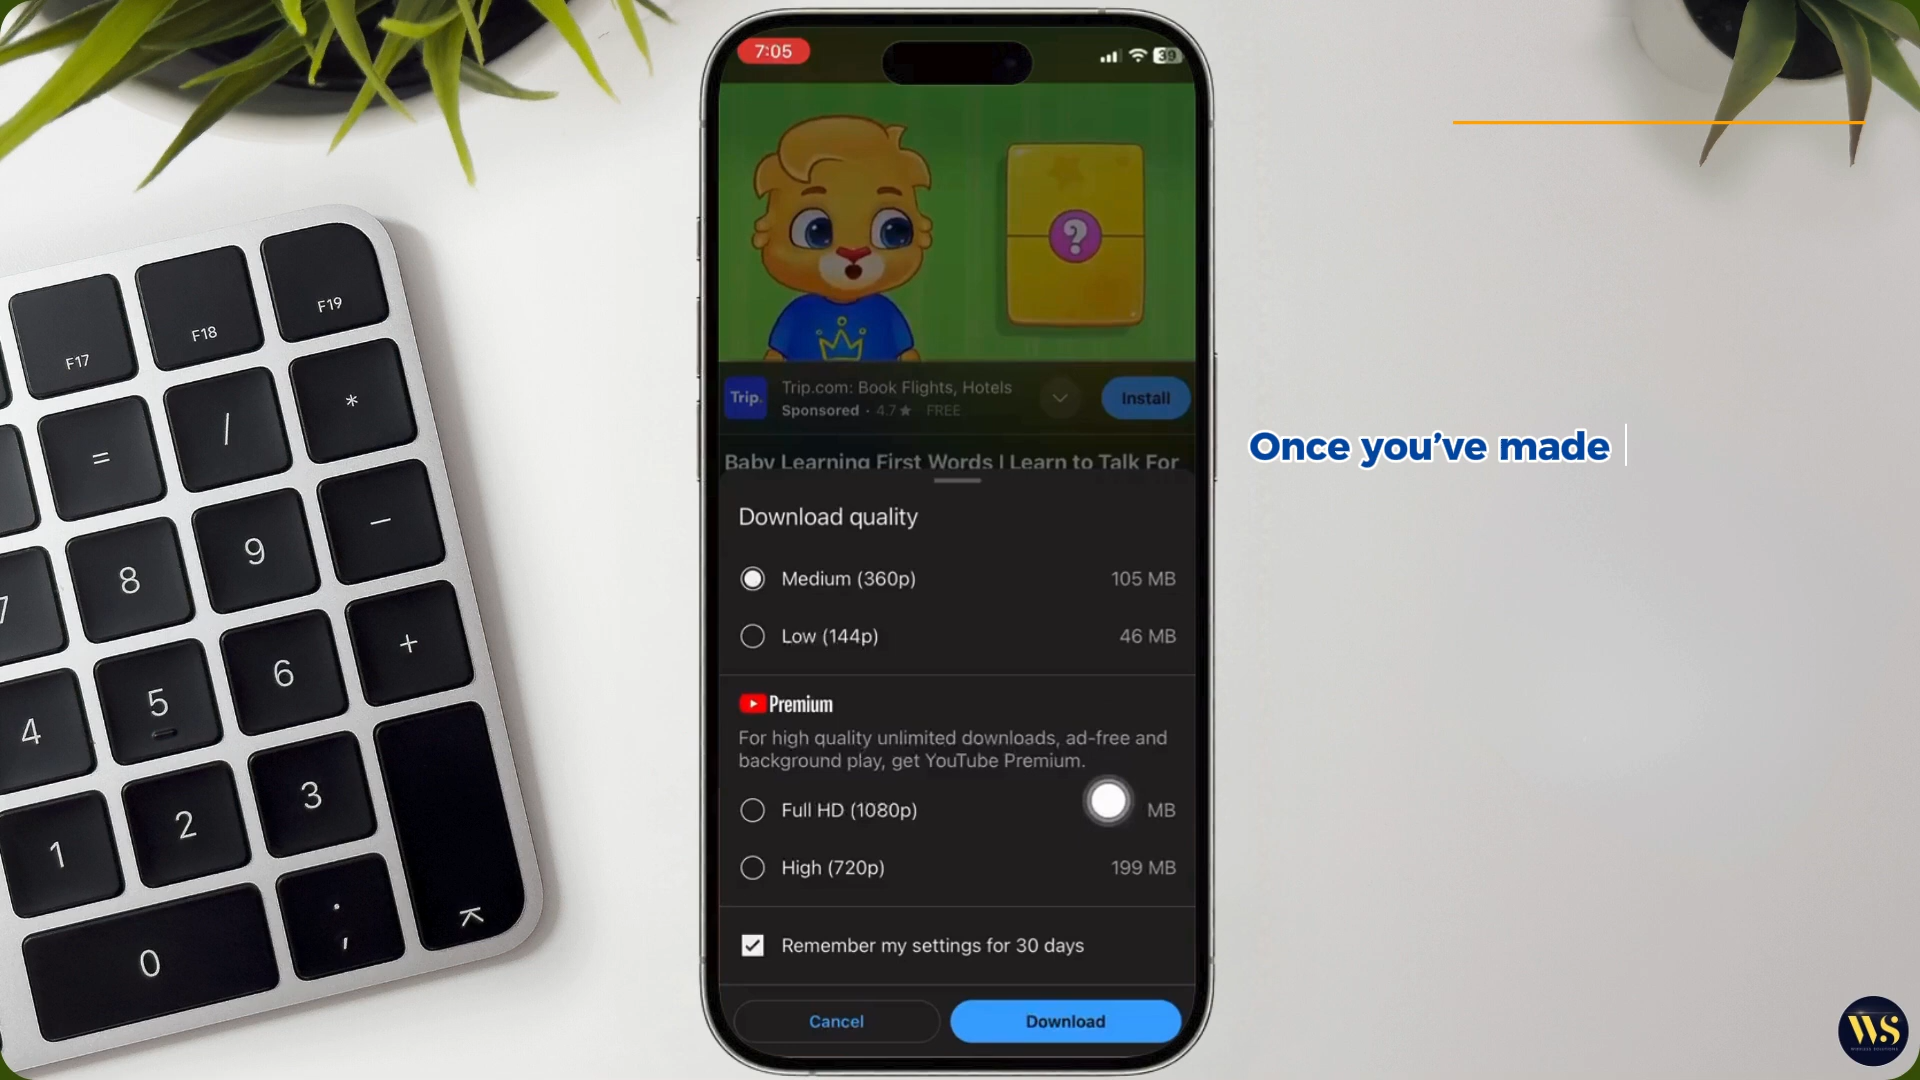 7:05
39
?
Trip.
Trip.com: Book Flights, Hotels
Sponsored · 4.7★ FREE
Install
Baby Learning First Words | Learn to Talk For
Once you've made
Download quality
Medium (360p) 105 MB
Low (144p) 46 MB
Premium
For high quality unlimited downloads, ad-free and
background play, get YouTube Premium.
Full HD (1080p) MB
High (720p) 199 MB
Remember my settings for 30 days
Cancel
Download
F17 F18 F19
= / *
7 8 9 −
4 5 6 +
1 2 3
0 . ,
WS